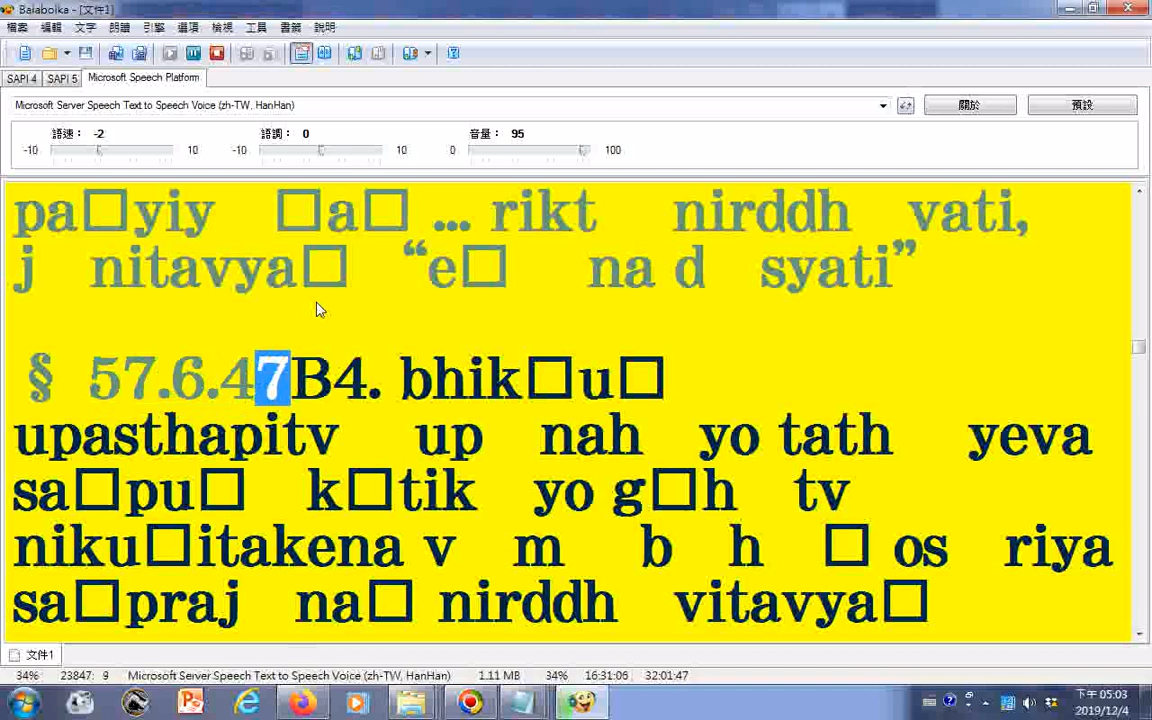 Balabolka - [文件1]
檔案 編輯 文字 朗讀 引擎 選項 檢視 工具 書籤 說明
SAPI 4 SAPI 5 Microsoft Speech Platform
Microsoft Server Speech Text to Speech Voice (zh-TW, HanHan) 關於 預設
語速： -2 語調： 0 音量： 95
-10 10 -10 10 0 100
pa□yiy □a□ ... rikt nirddh vati,
j nitavya□ “e□ na d syati”
§ 57.6.47B4. bhik□u□
upasthapitv up nah yo tath yeva
sa□pu□ k□tik yo g□h tv
niku□itakena v m b h □ os riya
sa□praj na□ nirddh vitavya□
文件1
34% 23847: 9 Microsoft Server Speech Text to Speech Voice (zh-TW, HanHan) 1.11 MB 34% 16:31:06 32:01:47
下午 05:03
2019/12/4